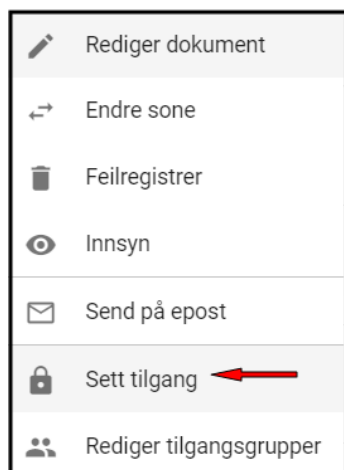 Rediger dokument
Endre sone
Feilregistrer
Innsyn
Send på epost
Sett tilgang
Rediger tilgangsgrupper